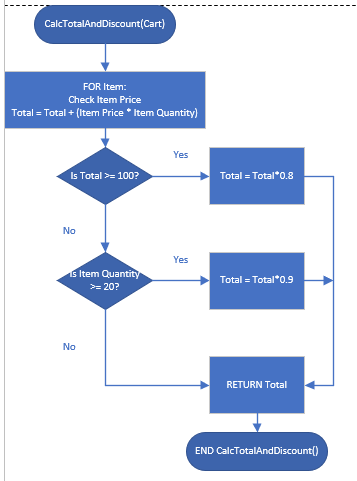 CalcTotalAndDiscount(Cart)
FOR Item:
Check Item Price
Total = Total + (Item Price * Item Quantity)
Is Total >= 100?
Yes
Total = Total*0.8
No
Is Item Quantity
>= 20?
Yes
Total = Total*0.9
No
RETURN Total
END CalcTotalAndDiscount()